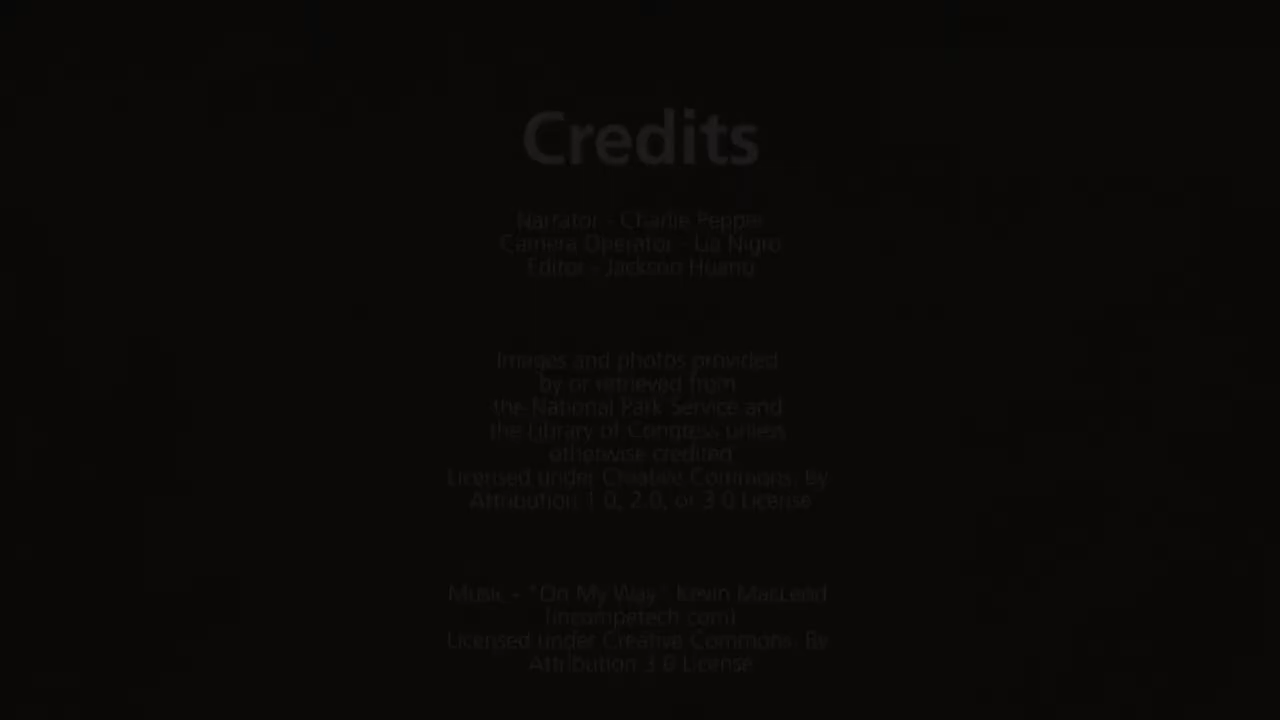 Credits
Narrator - Charlie Pepper
Camera Operator - Lia Nigro
Editor - Jackson Huang
Images and photos provided
by or retrieved from
the National Park Service and
the Library of Congress unless
otherwise credited
Licensed under Creative Commons: By
Attribution 1.0, 2.0, or 3.0 License
Music - "On My Way" Kevin MacLeod
(incompetech.com)
Licensed under Creative Commons: By
Attribution 3.0 License